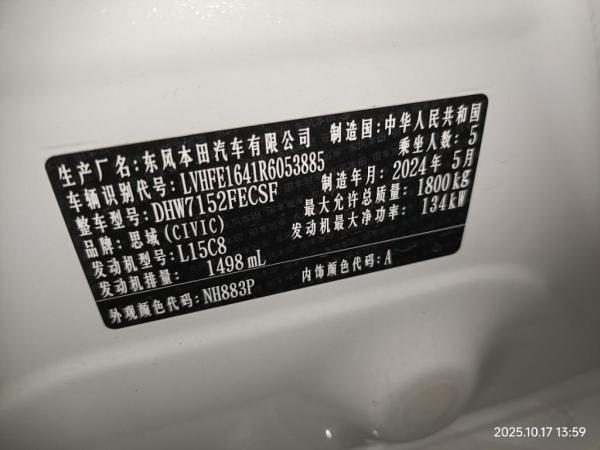 生产厂名:东风本田汽车有限公司 制造国:中华人民共和国
车辆识别代号:LVHFE1641R6053885 乘坐人数:5
整车型号:DHW7152FECSF 制造年月:2024年5月
品牌:思域(CIVIC) 最大允许总质量:1800kg
发动机型号:L15C8 发动机最大净功率:134kW
发动机排量: 1498mL
外观颜色代码:NH883P 内饰颜色代码:A
2025.10.17 13:59